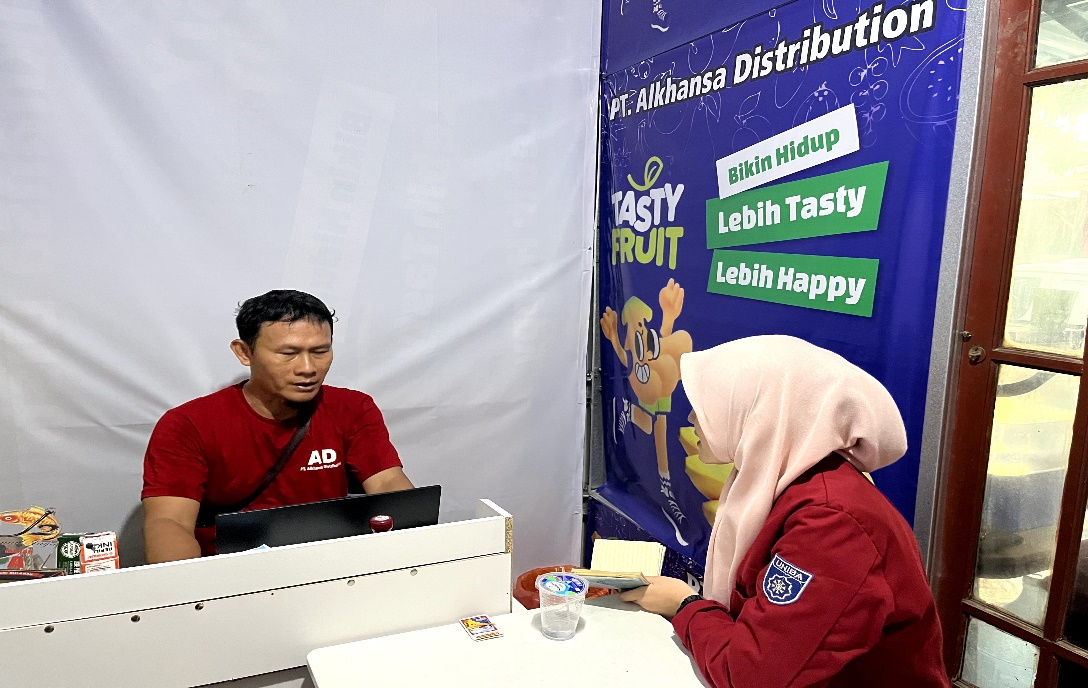 PT. Alkhansa Distribution
Bikin Hidup
Lebih Tasty
Lebih Happy
TASTY
FRUIT
AD
UNIBA